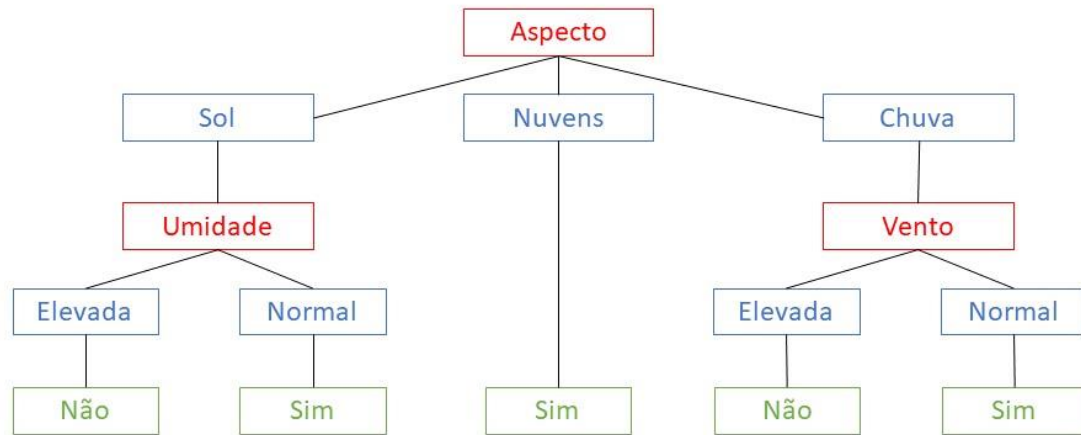 Aspecto
Sol Nuvens Chuva
Umidade Vento
Elevada Normal Elevada Normal
Não Sim Sim Não Sim